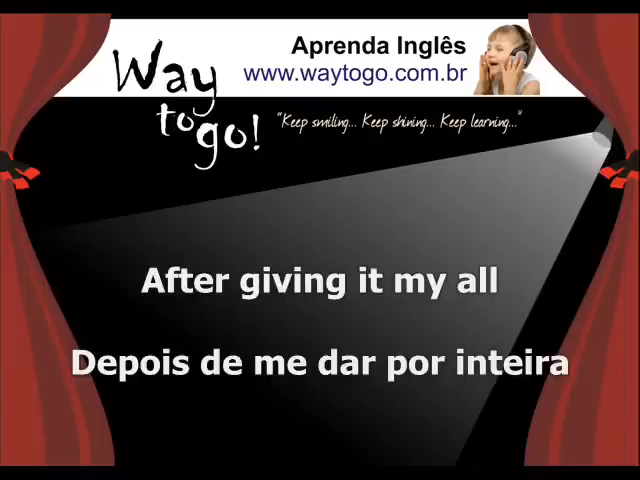 Way to go!
Aprenda Inglês
www.waytogo.com.br
"Keep smiling... Keep shining... Keep learning..."
After giving it my all
Depois de me dar por inteira